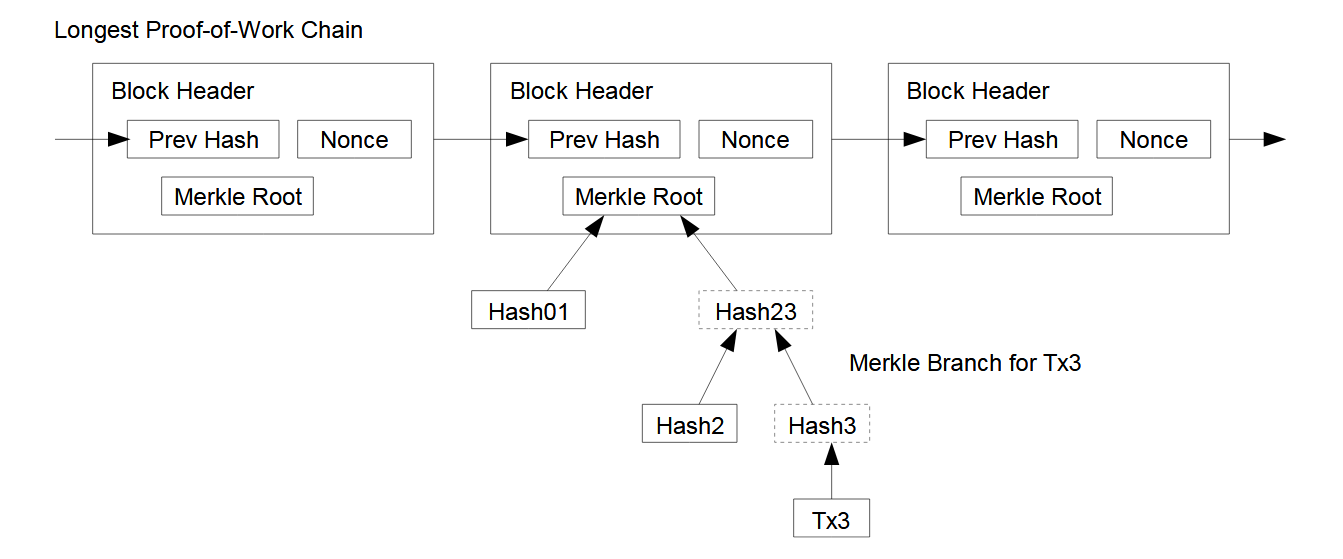 Longest Proof-of-Work Chain
Block Header
Prev Hash
Nonce
Merkle Root
Block Header
Prev Hash
Nonce
Merkle Root
Block Header
Prev Hash
Nonce
Merkle Root
Hash01
Hash23
Merkle Branch for Tx3
Hash2
Hash3
Tx3